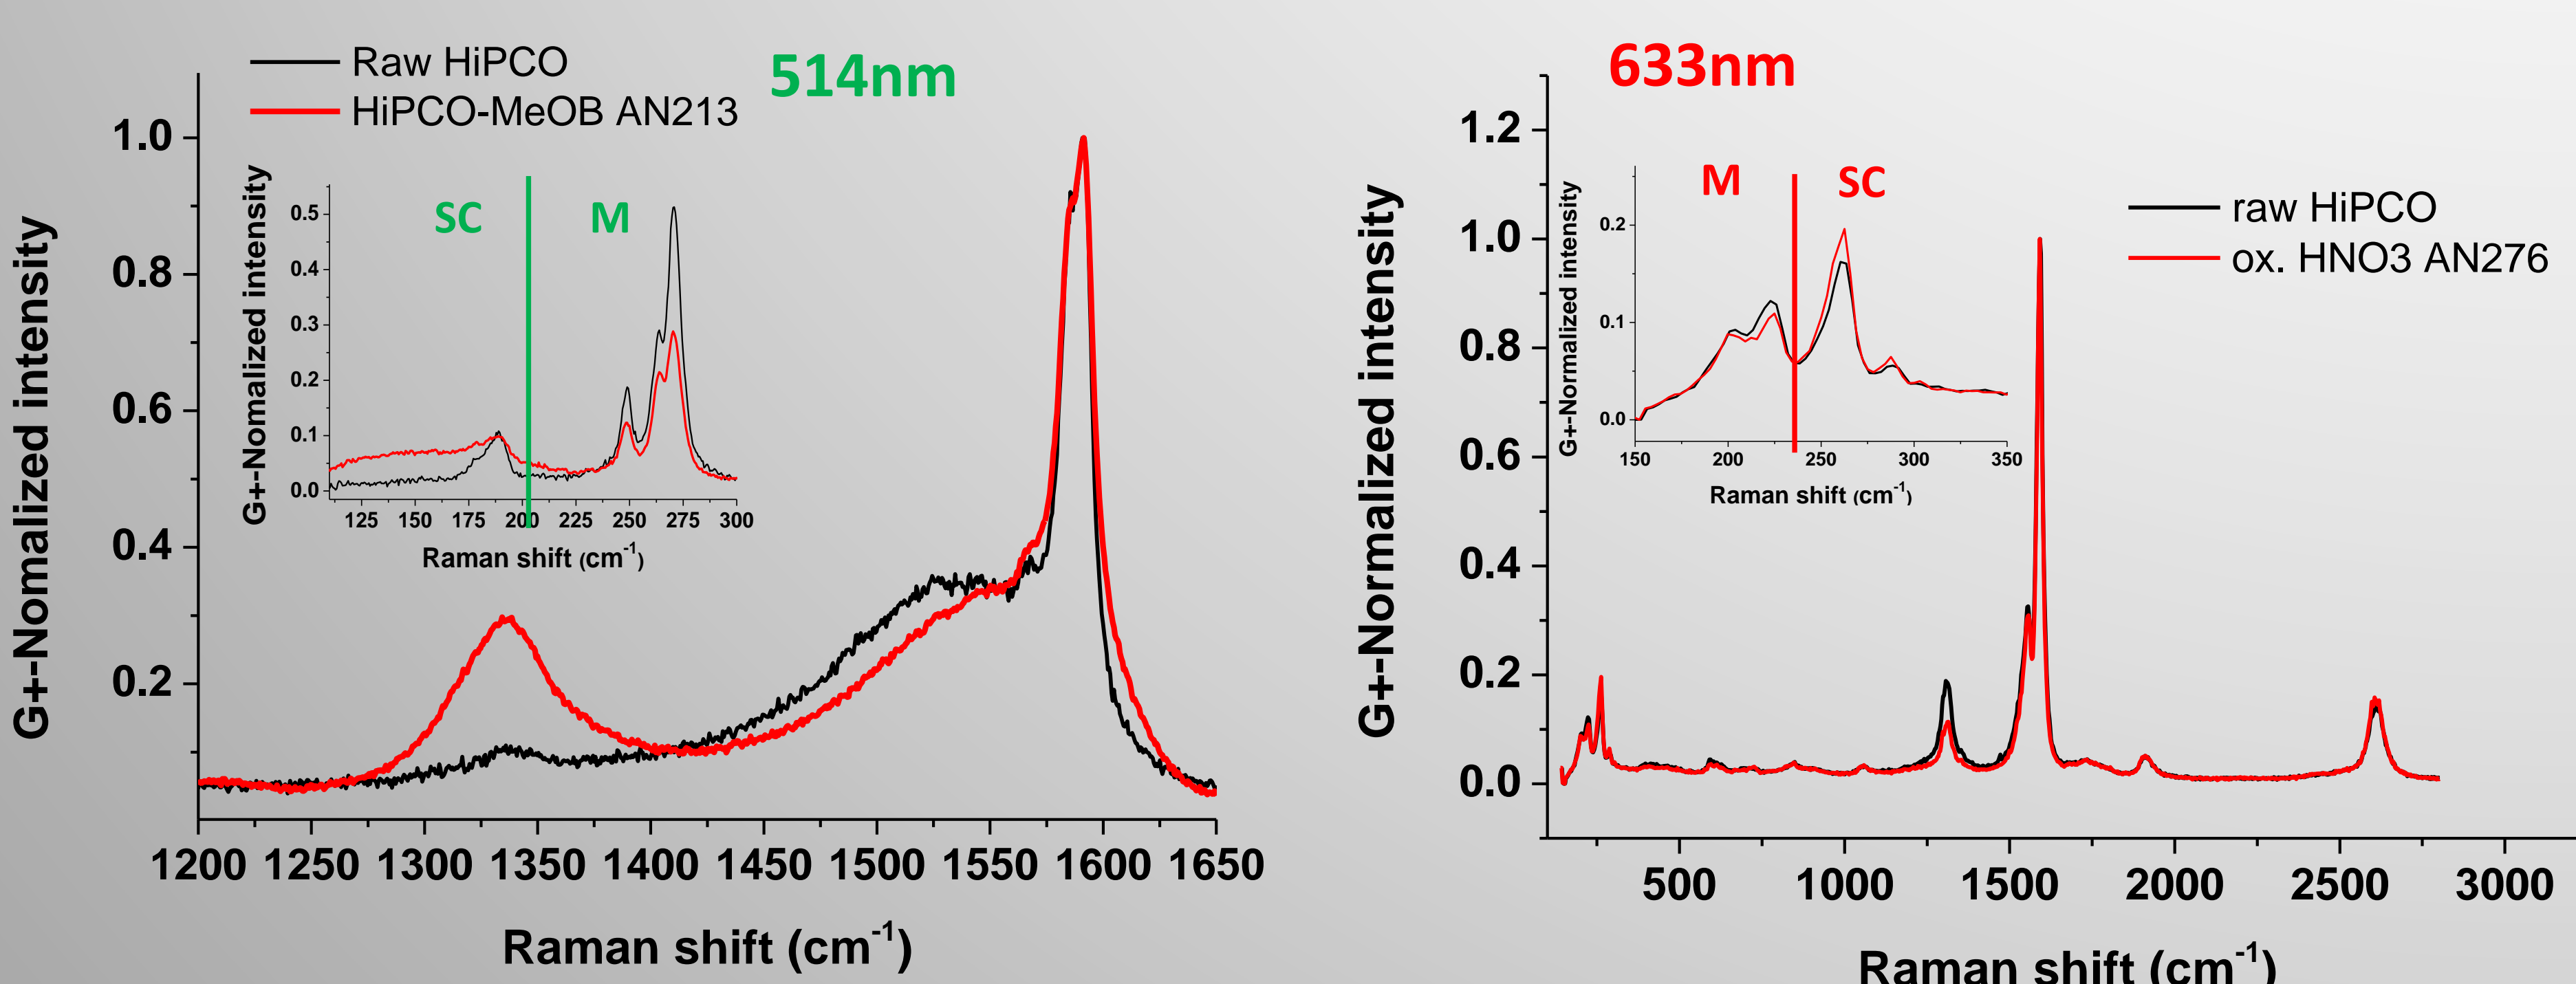 Raw HiPCO
HiPCO-MeOB AN213
514nm
G+-Nomalized intensity
1.0
0.8
0.6
0.4
0.2
1200 1250 1300 1350 1400 1450 1500 1550 1600 1650
Raman shift (cm-1)
G+-Nomalized intensity
SC
M
0.5
0.4
0.3
0.2
0.1
0.0
125 150 175 200 225 250 275 300
Raman shift (cm-1)
633nm
raw HiPCO
ox. HNO3 AN276
G+-Normalized intensity
1.2
1.0
0.8
0.6
0.4
0.2
0.0
500 1000 1500 2000 2500 3000
Raman shift (cm-1)
G+-Normalized intensity
M
SC
0.2
0.1
0.0
150 200 250 300 350
Raman shift (cm-1)